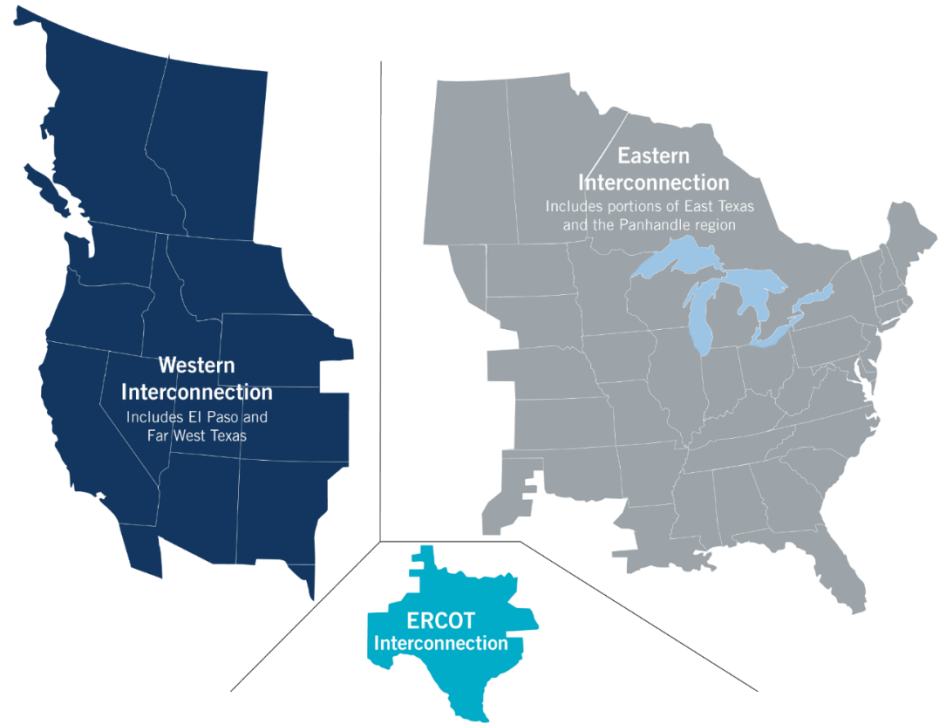 Western
Interconnection
Includes El Paso and
Far West Texas
Eastern
Interconnection
Includes portions of East Texas
and the Panhandle region
ERCOT
Interconnection